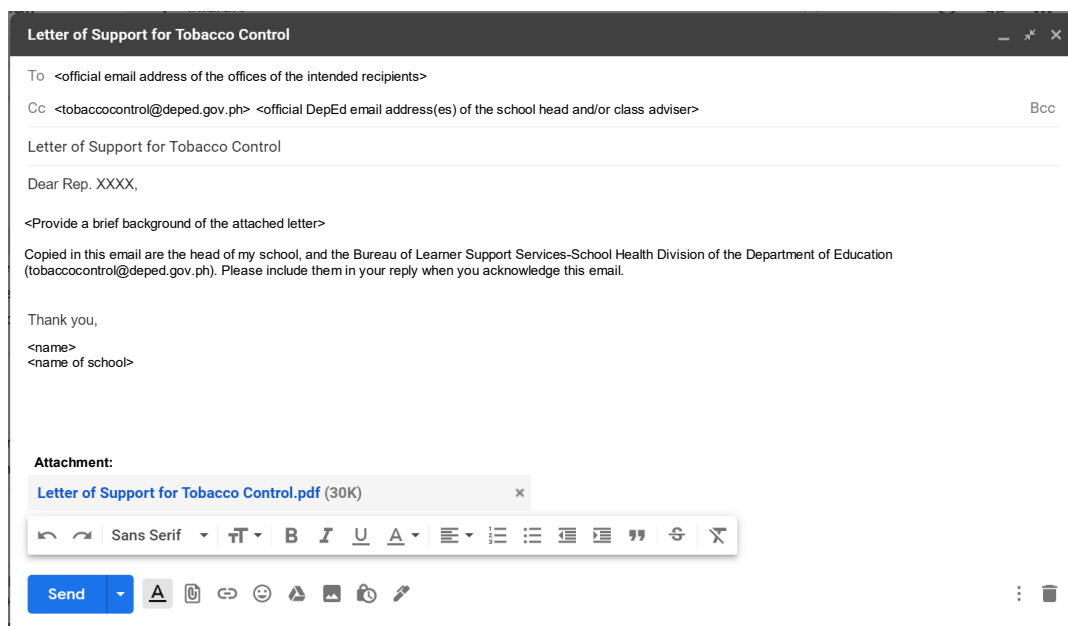 Letter of Support for Tobacco Control
To <official email address of the offices of the intended recipients>
Cc <tobaccocontrol@deped.gov.ph> <official DepEd email address(es) of the school head and/or class adviser> Bcc
Letter of Support for Tobacco Control
Dear Rep. XXXX,
<Provide a brief background of the attached letter>
Copied in this email are the head of my school, and the Bureau of Learner Support Services-School Health Division of the Department of Education
(tobaccocontrol@deped.gov.ph). Please include them in your reply when you acknowledge this email.
Thank you,
<name>
<name of school>
Attachment:
Letter of Support for Tobacco Control.pdf (30K)
Sans Serif
Send